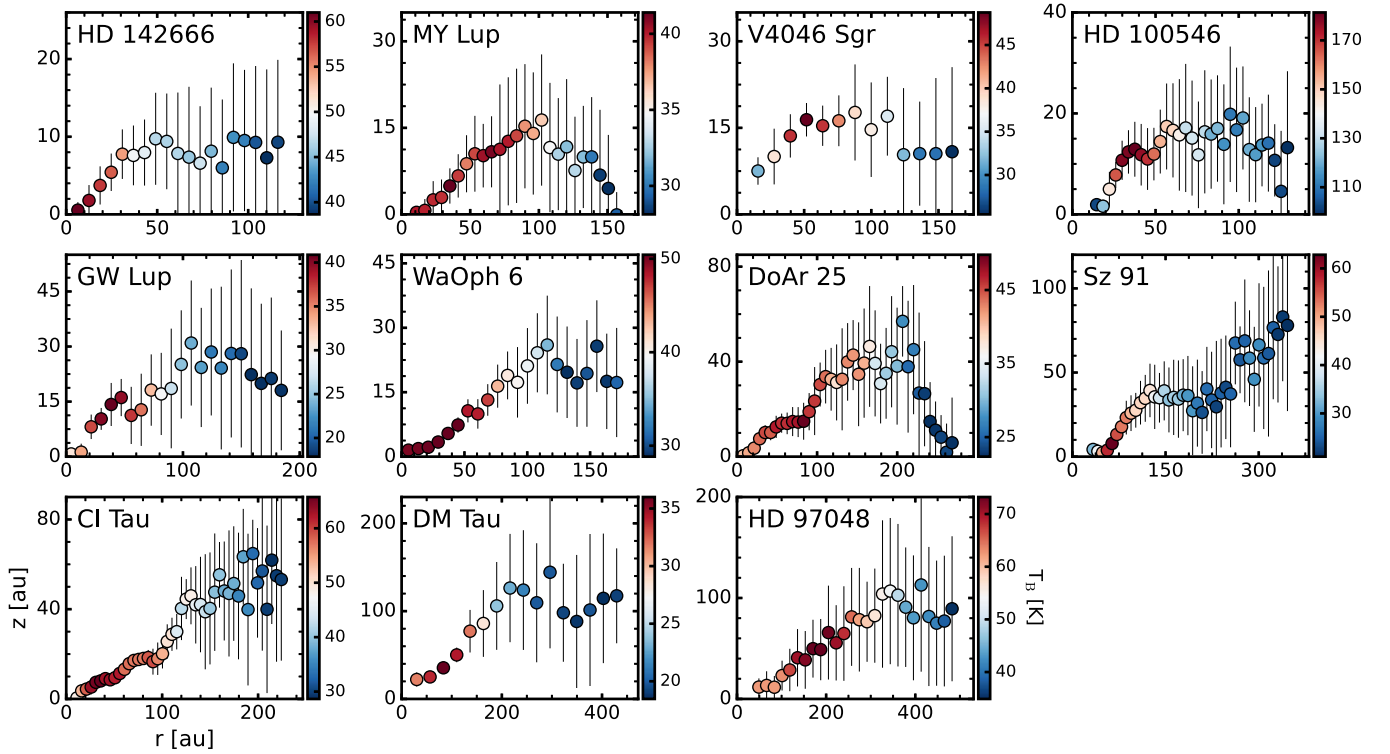 HD 142666
0 10 20
0 50 100
40 45 50 55 60
MY Lup
0 15 30
0 50 100 150
30 35 40
V4046 Sgr
0 15 30
0 50 100 150
30 35 40 45
HD 100546
0 20 40
0 50 100
110 130 150 170
GW Lup
0 15 30 45
0 100 200
20 25 30 35 40
WaOph 6
0 15 30 45
0 50 100 150
30 40 50
DoAr 25
0 40 80
0 100 200
25 35 45
Sz 91
0 50 100
0 150 300
30 40 50 60
CI Tau
0 40 80
0 100 200
30 40 50 60
z [au]
r [au]
DM Tau
0 100 200
0 200 400
20 25 30 35
HD 97048
0 100 200
0 200 400
40 50 60 70
T_B [K]